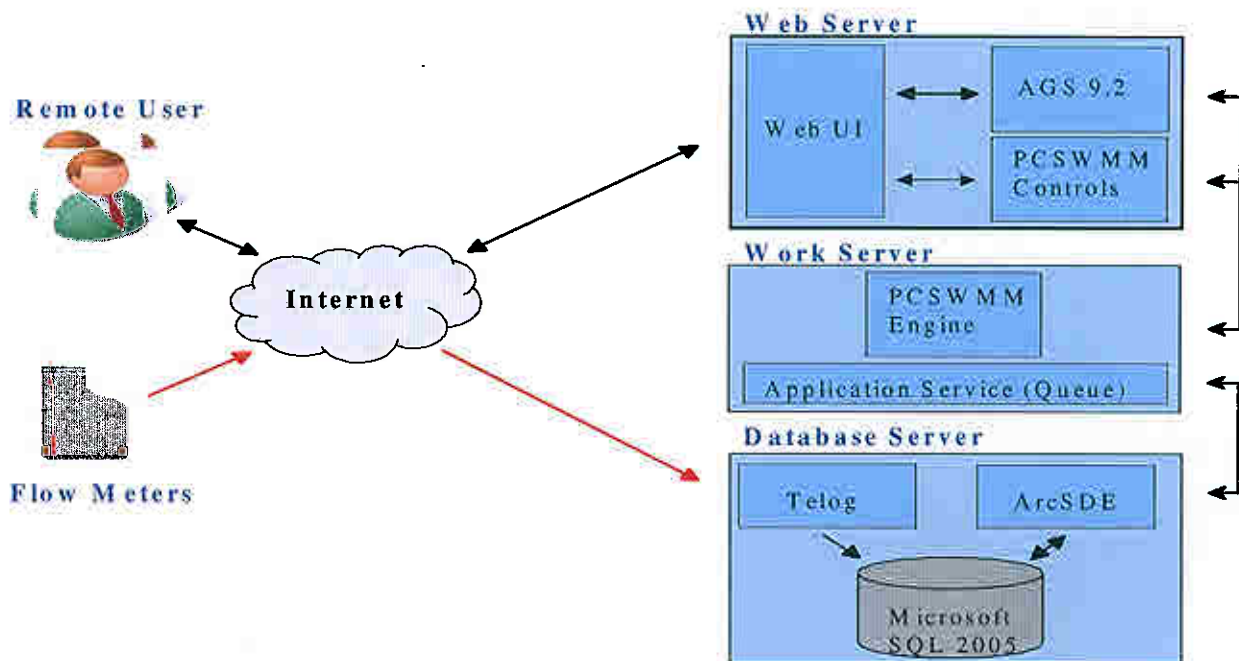 Web Server
Remote User
Web UI
AGS 9.2
PCSWMM
Controls
Internet
Work Server
PCSWMM
Engine
Application Service (Queue)
Flow Meters
Database Server
Telog
ArcSDE
Microsoft
SQL 2005